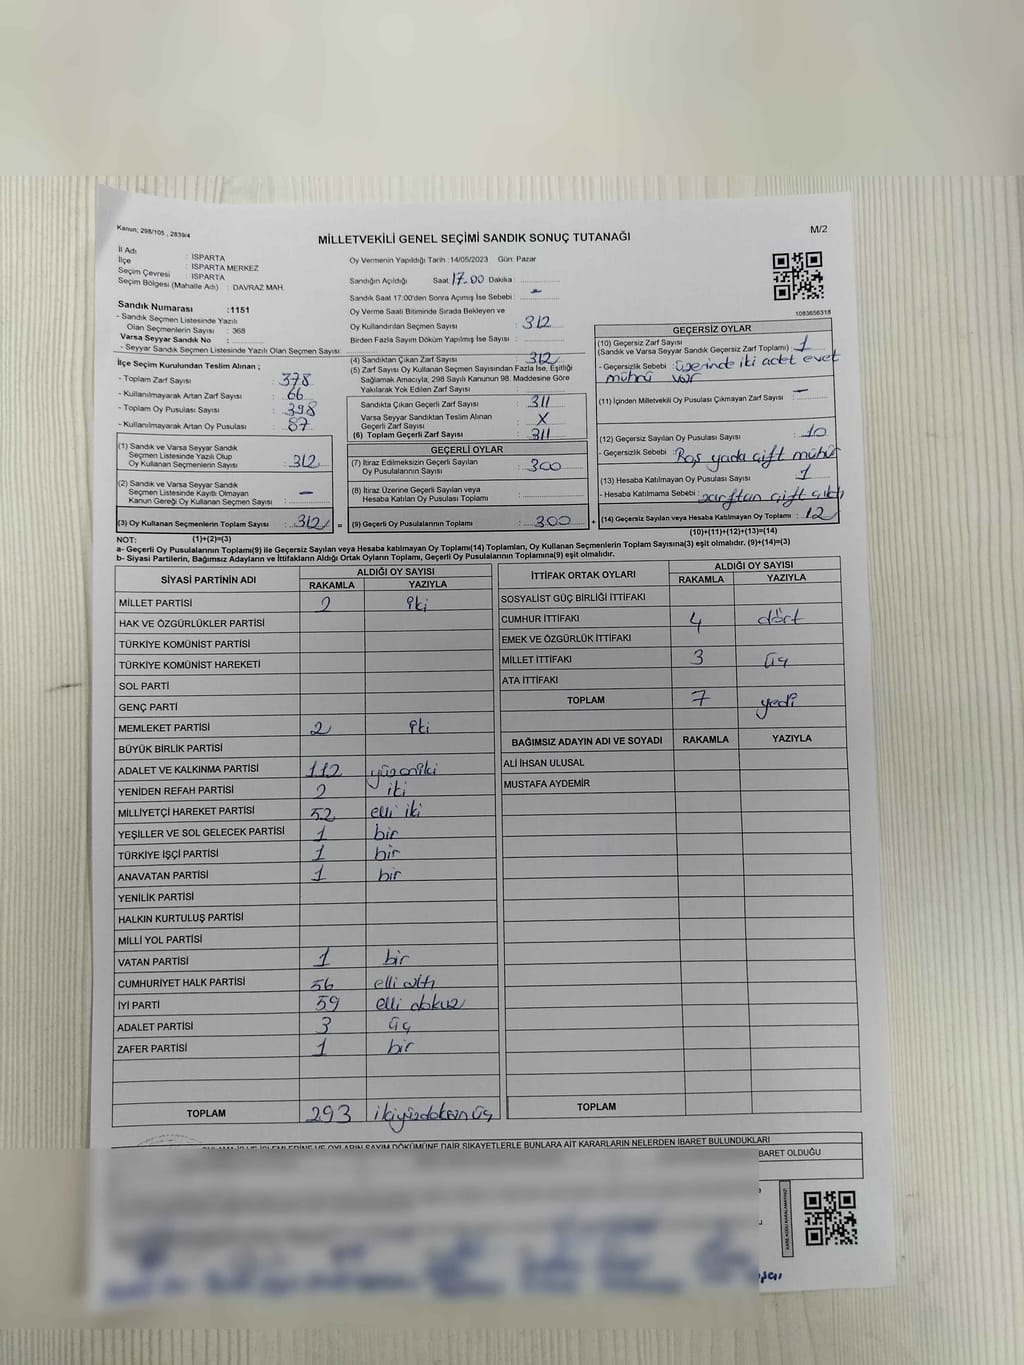 Kanun; 298/105 , 2839/4
MİLLETVEKİLİ GENEL SEÇİMİ SANDIK SONUÇ TUTANAĞI
M/2
İl Adı : ISPARTA
İlçe : ISPARTA MERKEZ
Seçim Çevresi : ISPARTA
Seçim Bölgesi (Mahalle Adı) : DAVRAZ MAH.
Sandık Numarası :1151
- Sandık Seçmen Listesinde Yazılı
Olan Seçmenlerin Sayısı : 368
Varsa Seyyar Sandık No :
- Seyyar Sandık Seçmen Listesinde Yazılı Olan Seçmen Sayısı:
Oy Vermenin Yapıldığı Tarih :14/05/2023 Gün: Pazar
Sandığın Açıldığı Saat: 17.00 Dakika :
Sandık Saat 17:00'den Sonra Açımış İse Sebebi : -
Oy Verme Saati Bitiminde Sırada Bekleyen ve
Oy Kullandırılan Seçmen Sayısı : 312
Birden Fazla Sayım Döküm Yapılmış İse Sayısı :
1083656318
İlçe Seçim Kurulundan Teslim Alınan ;
- Toplam Zarf Sayısı : 378
- Kullanılmayarak Artan Zarf Sayısı : 66
- Toplam Oy Pusulası Sayısı : 398
- Kullanılmayarak Artan Oy Pusulası : 87
(1) Sandık ve Varsa Seyyar Sandık
Seçmen Listesinde Yazılı Olup
Oy Kullanan Seçmenlerin Sayısı : 312
(2) Sandık ve Varsa Seyyar Sandık
Seçmen Listesinde Kayıtlı Olmayan
Kanun Gereği Oy Kullanan Seçmen Sayısı : -
(3) Oy Kullanan Seçmenlerin Toplam Sayısı : 312 =
(4) Sandıktan Çıkan Zarf Sayısı : 312
(5) Zarf Sayısı Oy Kullanan Seçmen Sayısından Fazla İse, Eşitliği
Sağlamak Amacıyla; 298 Sayılı Kanunun 98. Maddesine Göre
Yakılarak Yok Edilen Zarf Sayısı :
Sandıkta Çıkan Geçerli Zarf Sayısı : 311
Varsa Seyyar Sandıktan Teslim Alınan
Geçerli Zarf Sayısı : X
(6) Toplam Geçerli Zarf Sayısı : 311
GEÇERLİ OYLAR
(7) İtiraz Edilmeksizin Geçerli Sayılan
Oy Pusulalarının Sayısı : 300
(8) İtiraz Üzerine Geçerli Sayılan veya
Hesaba Katılan Oy Pusulası Toplamı :
(9) Geçerli Oy Pusulalarının Toplamı : 300 +
GEÇERSİZ OYLAR
(10) Geçersiz Zarf Sayısı
(Sandık ve Varsa Seyyar Sandık Geçersiz Zarf Toplamı) : 1
- Geçersizlik Sebebi : üzerinde iki adet evet
mührü var
(11) İçinden Milletvekili Oy Pusulası Çıkmayan Zarf Sayısı : -
(12) Geçersiz Sayılan Oy Pusulası Sayısı : 10
- Geçersizlik Sebebi : Boş yada çift mühür
(13) Hesaba Katılmayan Oy Pusulası Sayısı : 1
- Hesaba Katılmama Sebebi : zarftan çift çıktı
(14) Geçersiz Sayılan veya Hesaba Katılmayan Oy Toplamı : 12
NOT: (1)+(2)=(3)
(10)+(11)+(12)+(13)=(14)
a- Geçerli Oy Pusulalarının Toplamı(9) ile Geçersiz Sayılan veya Hesaba katılmayan Oy Toplamı(14) Toplamları, Oy Kullanan Seçmenlerin Toplam Sayısına(3) eşit olmalıdır. (9)+(14)=(3)
b- Siyasi Partilerin, Bağımsız Adayların ve İttifakların Aldığı Ortak Oyların Toplamı, Geçerli Oy Pusulalarının Toplamına(9) eşit olmalıdır.
SİYASİ PARTİNİN ADI ALDIĞI OY SAYISI
RAKAMLA YAZIYLA
MİLLET PARTİSİ 2 iki
HAK VE ÖZGÜRLÜKLER PARTİSİ
TÜRKİYE KOMÜNİST PARTİSİ
TÜRKİYE KOMÜNİST HAREKETİ
SOL PARTİ
GENÇ PARTİ
MEMLEKET PARTİSİ 2 iki
BÜYÜK BİRLİK PARTİSİ
ADALET VE KALKINMA PARTİSİ 112 yüzoniki
YENİDEN REFAH PARTİSİ 2 iki
MİLLİYETÇİ HAREKET PARTİSİ 52 elli iki
YEŞİLLER VE SOL GELECEK PARTİSİ 1 bir
TÜRKİYE İŞÇİ PARTİSİ 1 bir
ANAVATAN PARTİSİ 1 bir
YENİLİK PARTİSİ
HALKIN KURTULUŞ PARTİSİ
MİLLİ YOL PARTİSİ
VATAN PARTİSİ 1 bir
CUMHURİYET HALK PARTİSİ 56 elli altı
İYİ PARTİ 59 elli dokuz
ADALET PARTİSİ 3 üç
ZAFER PARTİSİ 1 bir
TOPLAM 293 ikiyüzdoksan üç
İTTİFAK ORTAK OYLARI ALDIĞI OY SAYISI
RAKAMLA YAZIYLA
SOSYALİST GÜÇ BİRLİĞİ İTTİFAKI
CUMHUR İTTİFAKI 4 dört
EMEK VE ÖZGÜRLÜK İTTİFAKI
MİLLET İTTİFAKI 3 üç
ATA İTTİFAKI
TOPLAM 7 yedi
BAĞIMSIZ ADAYIN ADI VE SOYADI RAKAMLA YAZIYLA
ALİ İHSAN ULUSAL
MUSTAFA AYDEMİR
TOPLAM
OYLARIN SAYIM DÖKÜMÜNE DAİR ŞİKAYETLERLE BUNLARA AİT KARARLARIN NELERDEN İBARET BULUNDUKLARI
BARET OLDUĞU